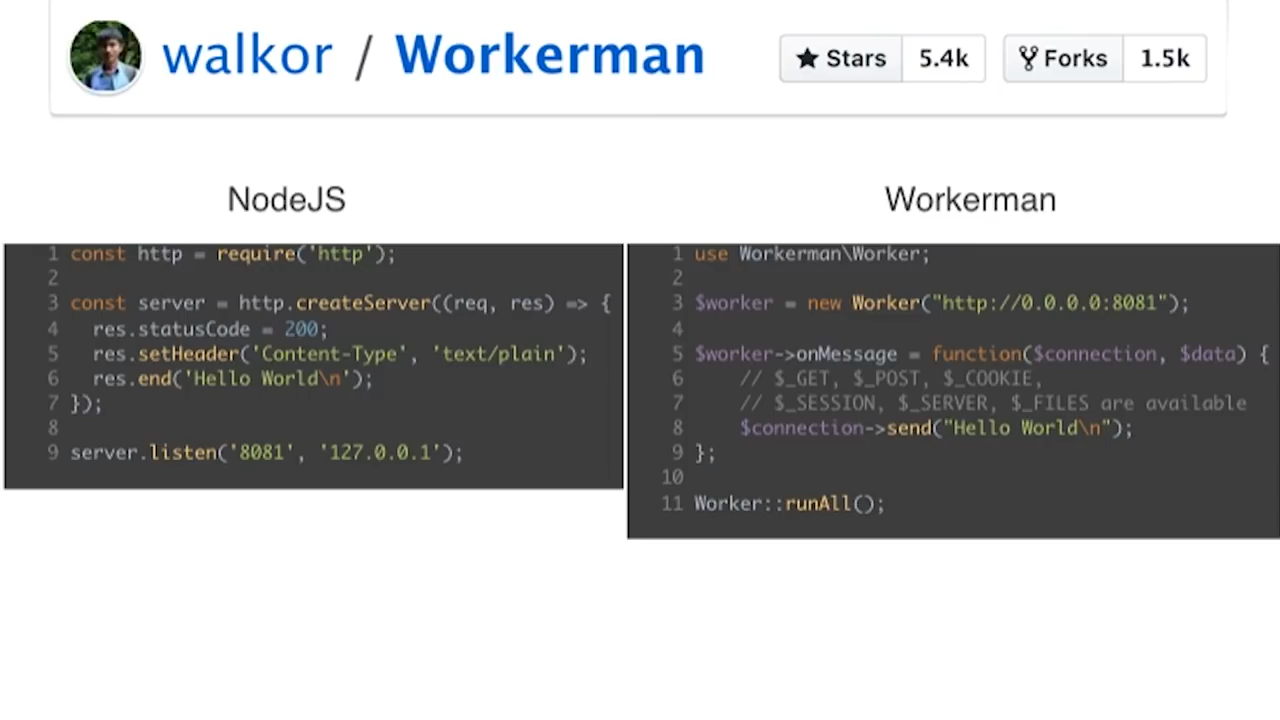 walkor / Workerman
Stars 5.4k
Forks 1.5k
NodeJS
1 const http = require('http');
2
3 const server = http.createServer((req, res) => {
4   res.statusCode = 200;
5   res.setHeader('Content-Type', 'text/plain');
6   res.end('Hello World\n');
7 });
8
9 server.listen('8081', '127.0.0.1');
Workerman
1 use Workerman\Worker;
2
3 $worker = new Worker("http://0.0.0.0:8081");
4
5 $worker->onMessage = function($connection, $data) {
6     // $_GET, $_POST, $_COOKIE,
7     // $_SESSION, $_SERVER, $_FILES are available
8     $connection->send("Hello World\n");
9 };
10
11 Worker::runAll();